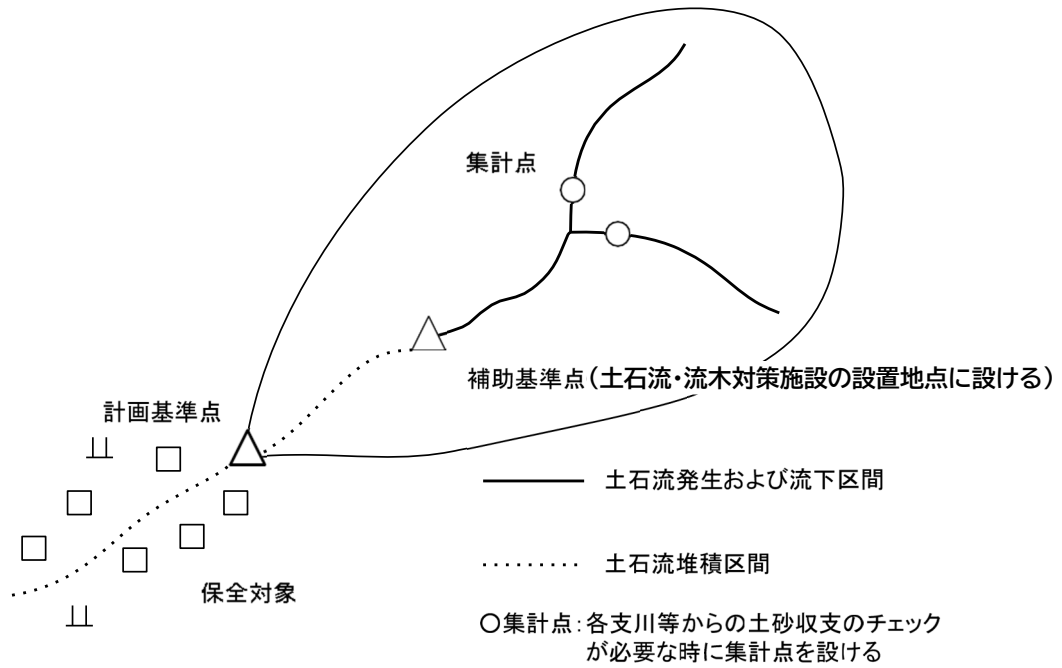 集計点
補助基準点(土石流・流木対策施設の設置地点に設ける)
計画基準点
土石流発生および流下区間
土石流堆積区間
保全対象
○集計点:各支川等からの土砂収支のチェック
が必要な時に集計点を設ける